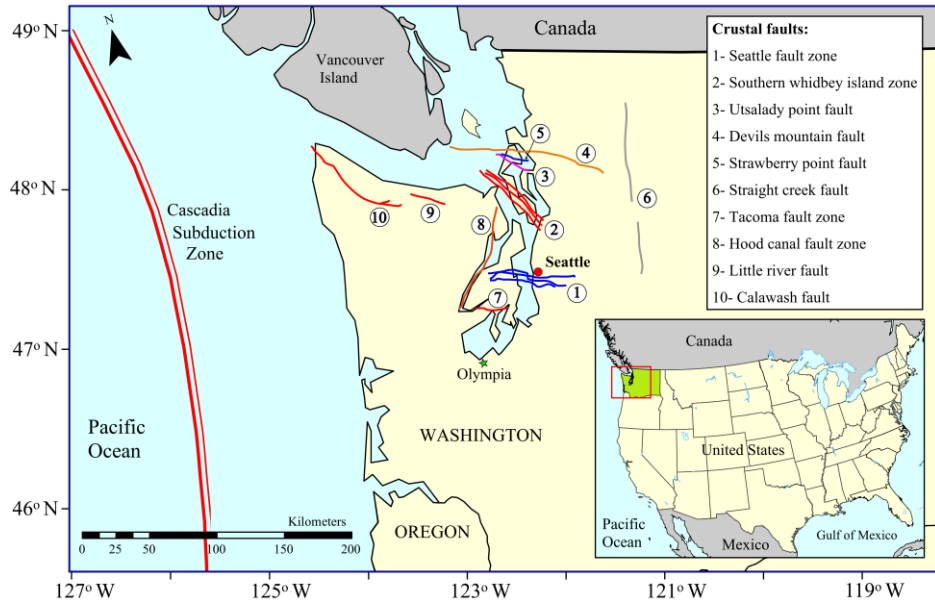 49° N
48° N
47° N
46° N
127° W
125° W
123° W
121° W
119° W
N
Canada
Vancouver
Island
Cascadia
Subduction
Zone
Pacific
Ocean
5
4
3
6
10
9
8
2
Seattle
1
7
Olympia
WASHINGTON
OREGON
Kilometers
0 25 50 100 150 200
Crustal faults:
1- Seattle fault zone
2- Southern whidbey island zone
3- Utsalady point fault
4- Devils mountain fault
5- Strawberry point fault
6- Straight creek fault
7- Tacoma fault zone
8- Hood canal fault zone
9- Little river fault
10- Calawash fault
Canada
United States
Pacific
Ocean
Mexico
Gulf of Mexico